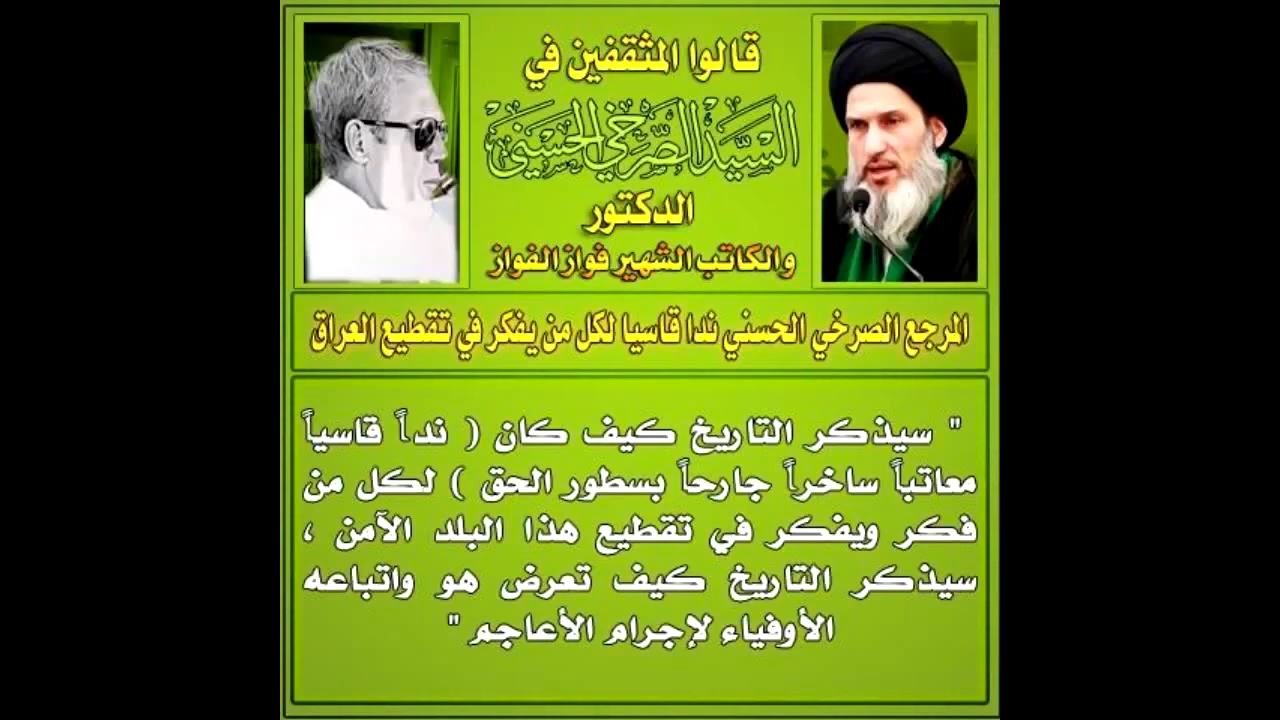 قالوا المثقفين في
السيد الصرخي الحسني
الدكتور
والكاتب الشهير فواز الفواز
المرجع الصرخي الحسني ندا قاسيا لكل من يفكر في تقطيع العراق
" سيذكر التاريخ كيف كان ( نداً قاسياً
معاتباً ساخراً جارحاً بسطور الحق ) لكل من
فكر ويفكر في تقطيع هذا البلد الآمن ،
سيذكر التاريخ كيف تعرض هو واتباعه
الأوفياء لإجرام الأعاجم "